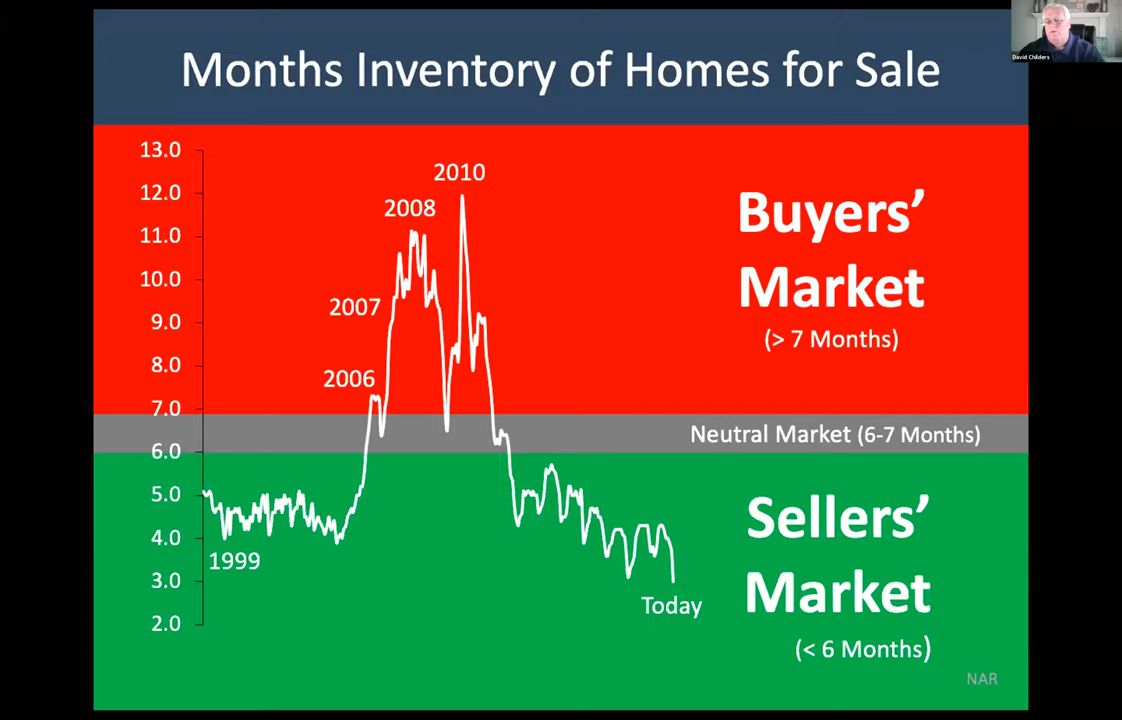 Months Inventory of Homes for Sale
David Childers
13.0
12.0
11.0
10.0
9.0
8.0
7.0
6.0
5.0
4.0
3.0
2.0
2010
2008
2007
2006
1999
Today
Buyers’
Market
(> 7 Months)
Neutral Market (6-7 Months)
Sellers’
Market
(< 6 Months)
NAR